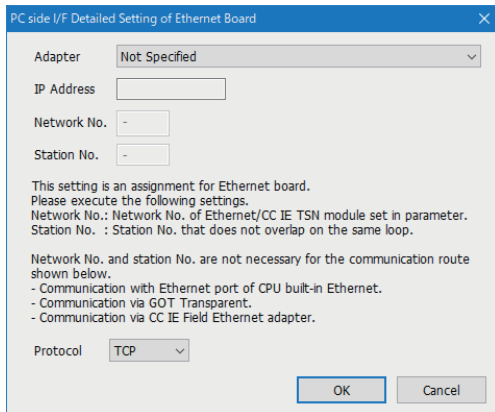 PC side I/F Detailed Setting of Ethernet Board
Adapter Not Specified
IP Address
Network No. -
Station No. -
This setting is an assignment for Ethernet board.
Please execute the following settings.
Network No.: Network No. of Ethernet/CC IE TSN module set in parameter.
Station No. : Station No. that does not overlap on the same loop.
Network No. and station No. are not necessary for the communication route
shown below.
- Communication with Ethernet port of CPU built-in Ethernet.
- Communication via GOT Transparent.
- Communication via CC IE Field Ethernet adapter.
Protocol TCP
OK Cancel